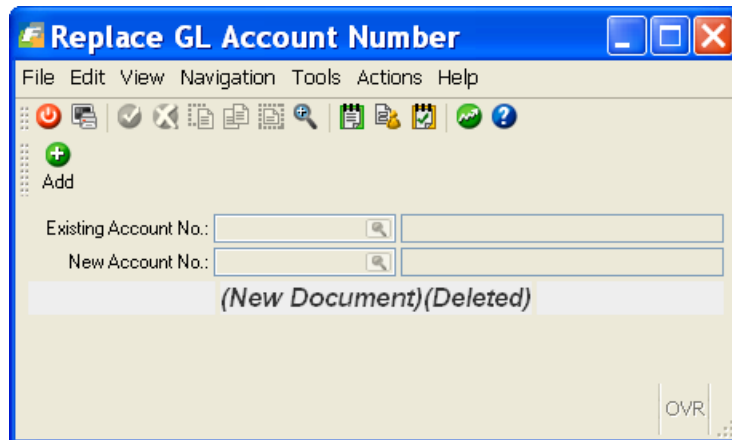 Replace GL Account Number
File Edit View Navigation Tools Actions Help
Add
Existing Account No.:
New Account No.:
(New Document)(Deleted)
OVR